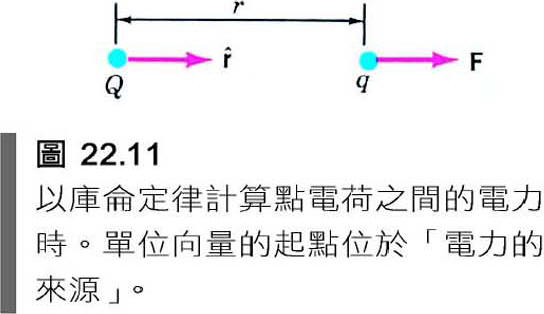 r
Q r̂ q F
圖 22.11
以庫侖定律計算點電荷之間的電力
時。單位向量的起點位於「電力的
來源」。